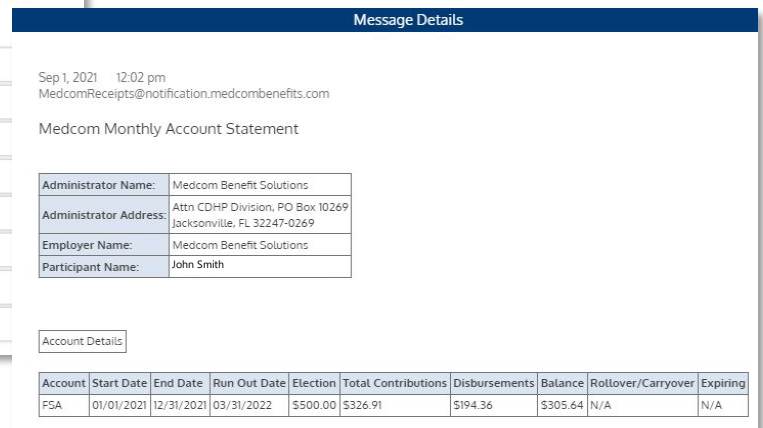 Message Details
Sep 1, 2021 12:02 pm
MedcomReceipts@notification.medcombenefits.com
Medcom Monthly Account Statement
Administrator Name: Medcom Benefit Solutions
Administrator Address: Attn CDHP Division, PO Box 10269
Jacksonville, FL 32247-0269
Employer Name: Medcom Benefit Solutions
Participant Name: John Smith
Account Details
Account Start Date End Date Run Out Date Election Total Contributions Disbursements Balance Rollover/Carryover Expiring
FSA 01/01/2021 12/31/2021 03/31/2022 $500.00 $326.91 $194.36 $305.64 N/A N/A